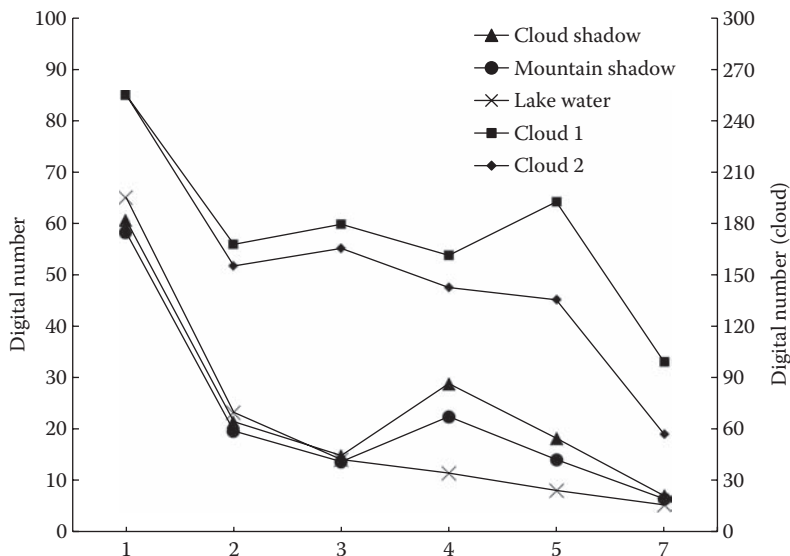 100
90
80
70
60
50
40
30
20
10
0
Digital number
300
270
240
210
180
150
120
90
60
30
0
Digital number (cloud)
Cloud shadow
Mountain shadow
Lake water
Cloud 1
Cloud 2
1 2 3 4 5 7